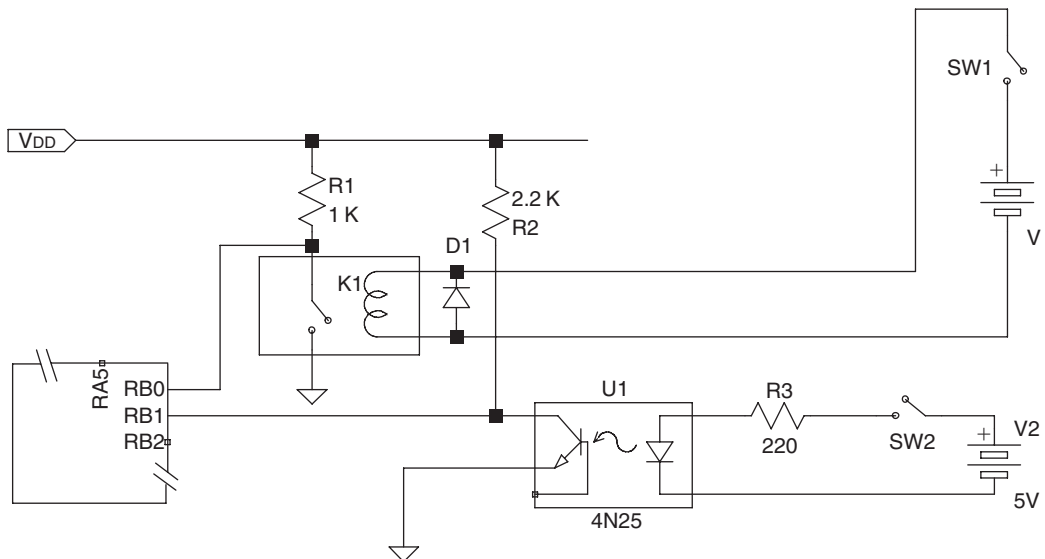 SW1
VDD
R1
1 K
2.2 K
R2
D1
K1
V
RA5
RB0
RB1
RB2
U1
4N25
R3
220
SW2
V2
5V